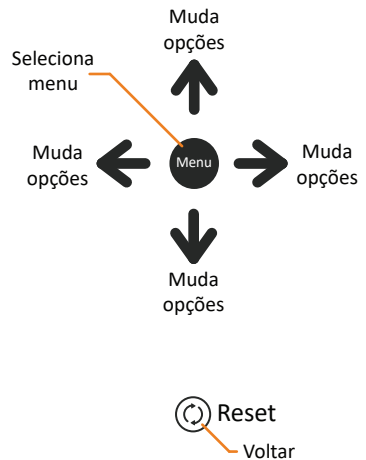 Muda
opções
Seleciona
menu
Muda
opções
Menu
Muda
opções
Muda
opções
Reset
Voltar